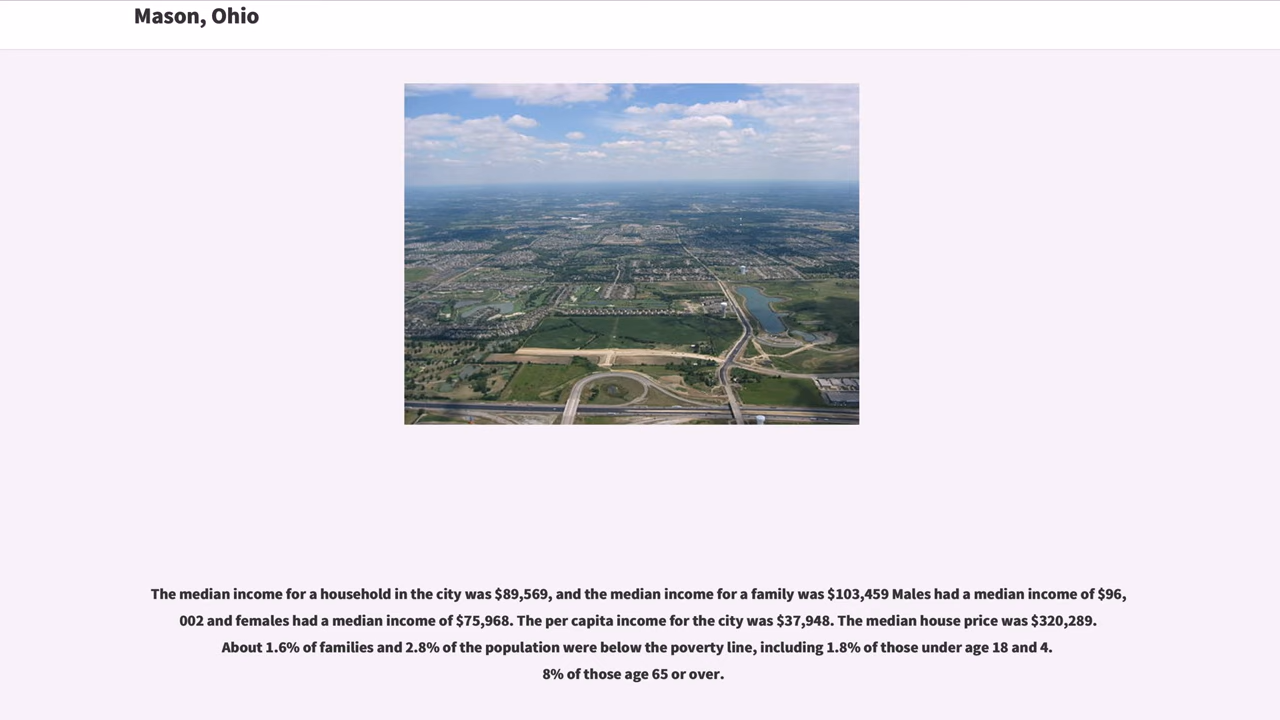 Mason, Ohio
The median income for a household in the city was $89,569, and the median income for a family was $103,459 Males had a median income of $96,
002 and females had a median income of $75,968. The per capita income for the city was $37,948. The median house price was $320,289.
About 1.6% of families and 2.8% of the population were below the poverty line, including 1.8% of those under age 18 and 4.
8% of those age 65 or over.